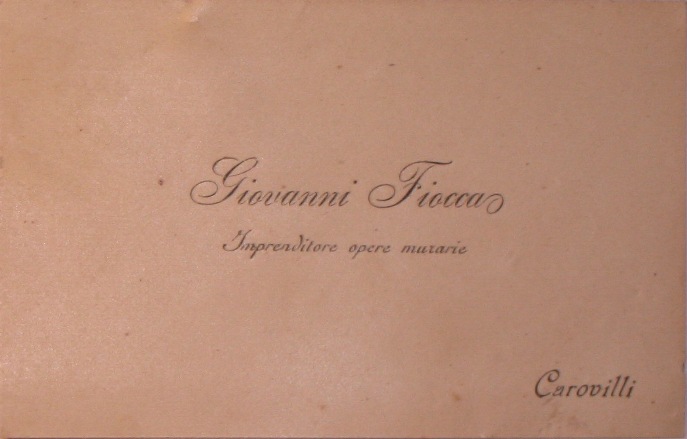 Giovanni Fiocca
Imprenditore opere murarie
Carovilli